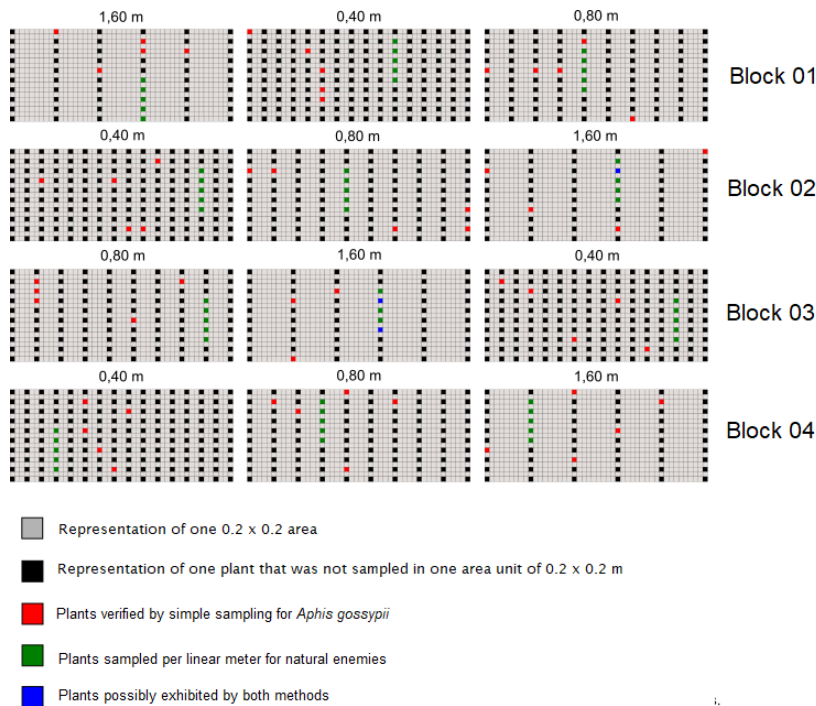 1,60 m 0,40 m 0,80 m
Block 01
0,40 m 0,80 m 1,60 m
Block 02
0,80 m 1,60 m 0,40 m
Block 03
0,40 m 0,80 m 1,60 m
Block 04
Representation of one 0.2 x 0.2 area
Representation of one plant that was not sampled in one area unit of 0.2 x 0.2 m
Plants verified by simple sampling for Aphis gossypii
Plants sampled per linear meter for natural enemies
Plants possibly exhibited by both methods